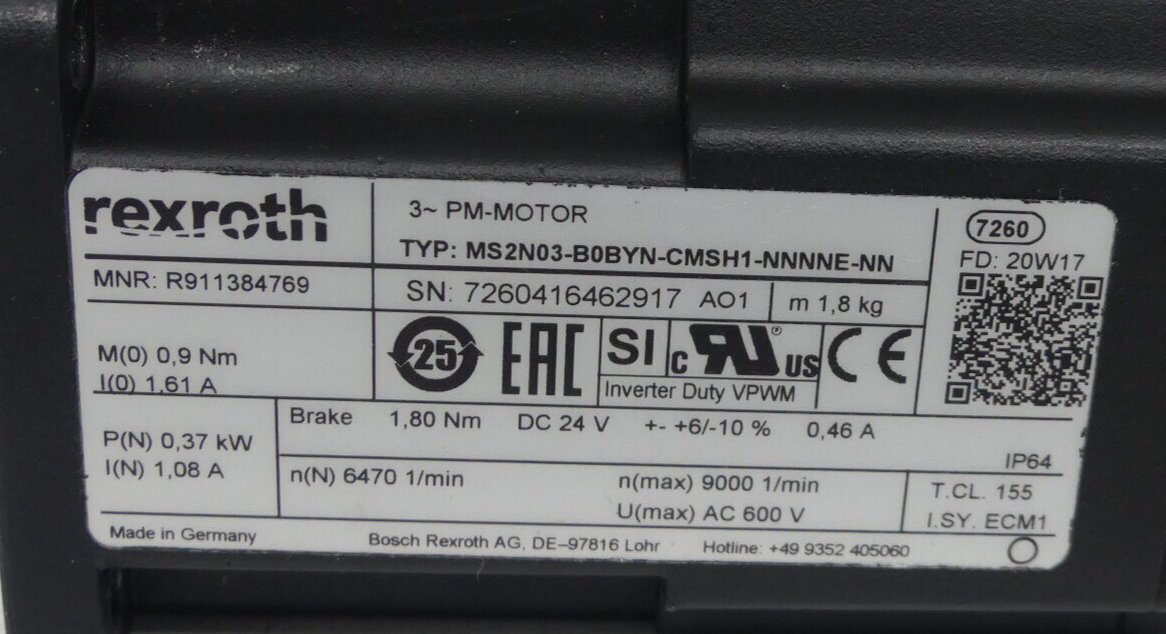 rexroth
3~ PM-MOTOR
TYP: MS2N03-B0BYN-CMSH1-NNNNE-NN
7260
FD: 20W17
MNR: R911384769
SN: 7260416462917 AO1
m 1,8 kg
M(0) 0,9 Nm
I(0) 1,61 A
25
EAC
SI
c RU US
CE
Inverter Duty VPWM
P(N) 0,37 kW
I(N) 1,08 A
Brake 1,80 Nm DC 24 V +- +6/-10 % 0,46 A
IP64
n(N) 6470 1/min
n(max) 9000 1/min
U(max) AC 600 V
T.CL. 155
I.SY. ECM1
Made in Germany
Bosch Rexroth AG, DE-97816 Lohr
Hotline: +49 9352 405060